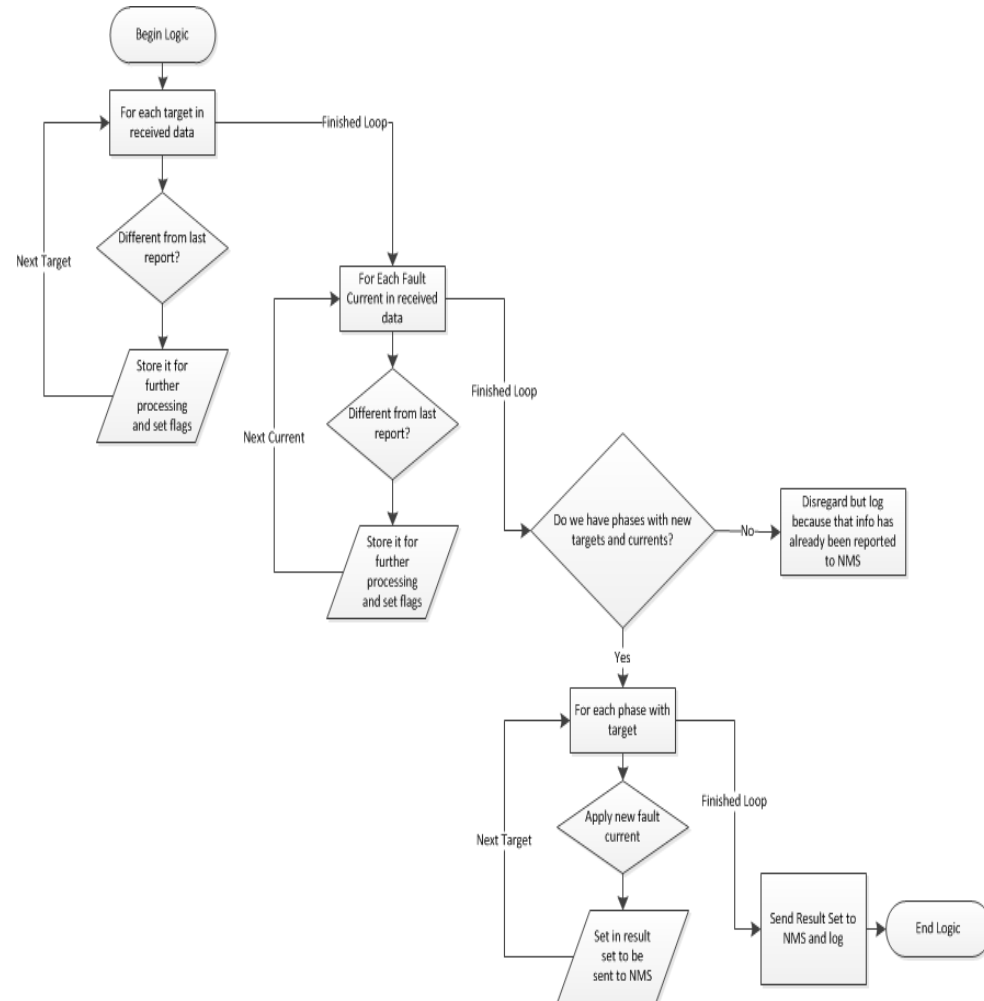 Begin Logic
For each target in
received data
Finished Loop
Different from last
report?
Next Target
Store it for
further
processing
and set flags
For Each Fault
Current in received
data
Finished Loop
Different from last
report?
Next Current
Store it for
further
processing
and set flags
Do we have phases with new
targets and currents?
No
Disregard but log
because that info has
already been reported
to NMS
Yes
For each phase with
target
Finished Loop
Apply new fault
current
Next Target
Set in result
set to be
sent to NMS
Send Result Set to
NMS and log
End Logic